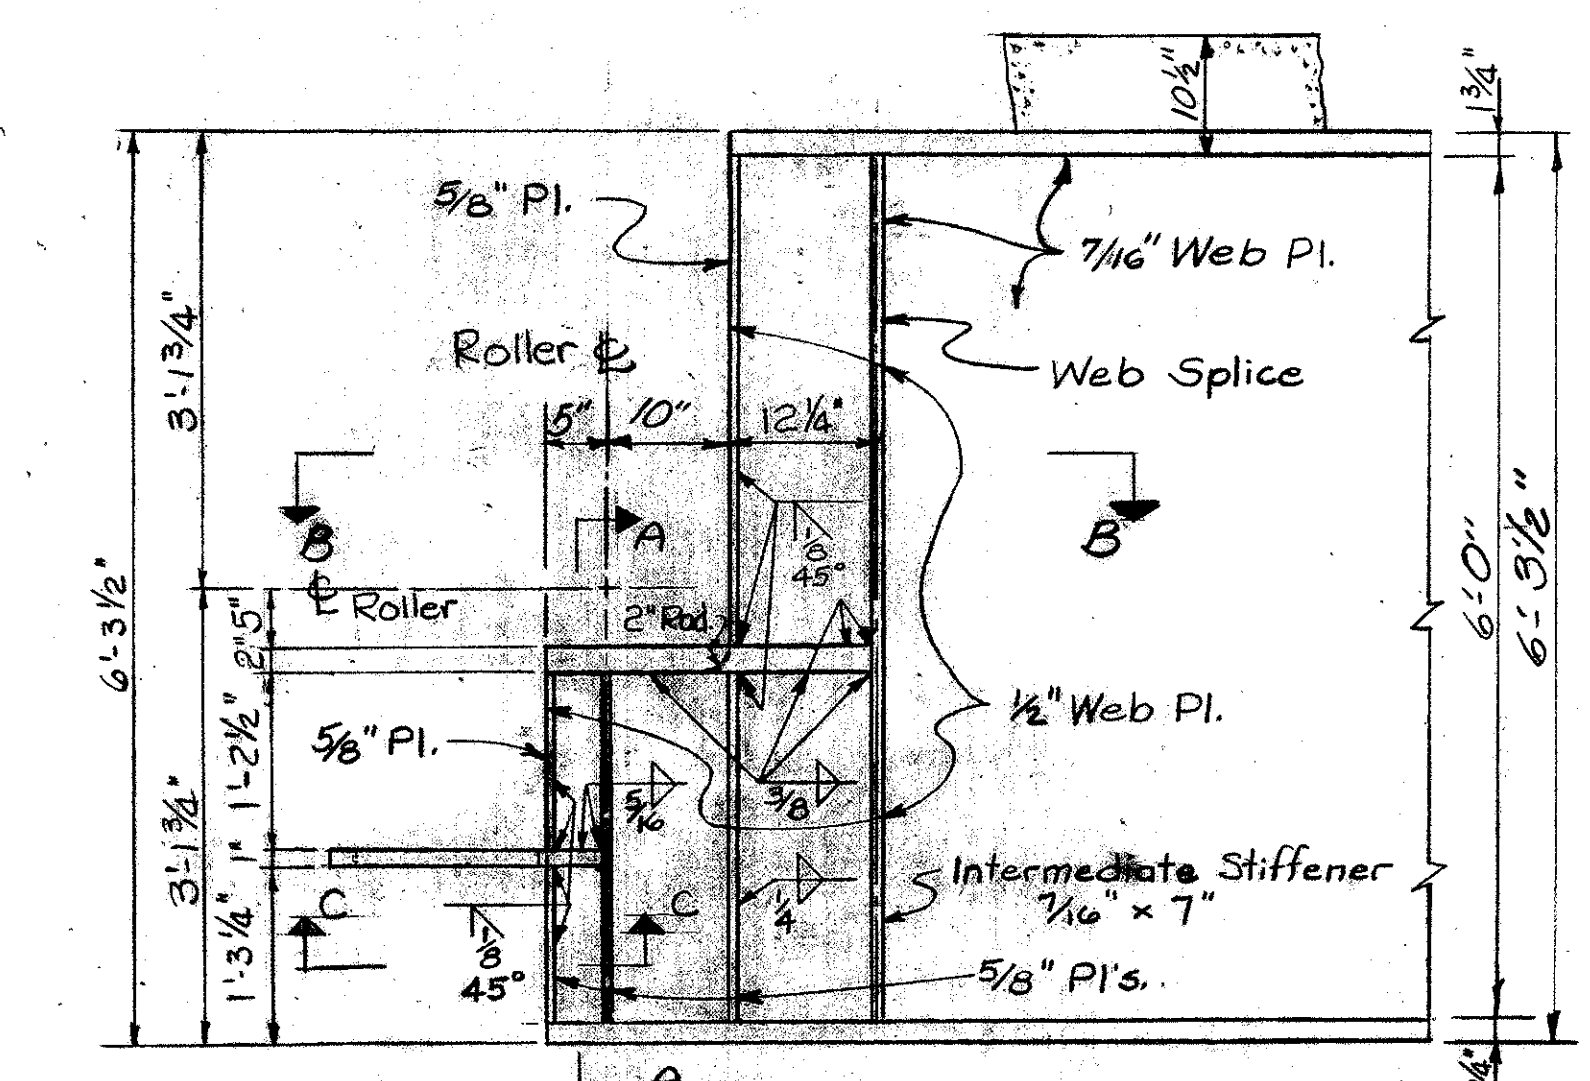 10½"
1¾"
5/8" Pl.
7/16" Web Pl.
3'-1¾"
Roller ℄
Web Splice
5"
10"
12¼"
B
A
B
1/8
45°
6'-3½"
6'-0"
6'-3½"
℄ Roller
2" Rad.
5"
2"
1'-2½"
5/8" Pl.
½" Web Pl.
5/16
3/8
3'-1¾"
1"
Intermediate Stiffener
7/16" x 7"
1'-3¼"
C
C
1/4
1/8
45°
5/8" Pl's.